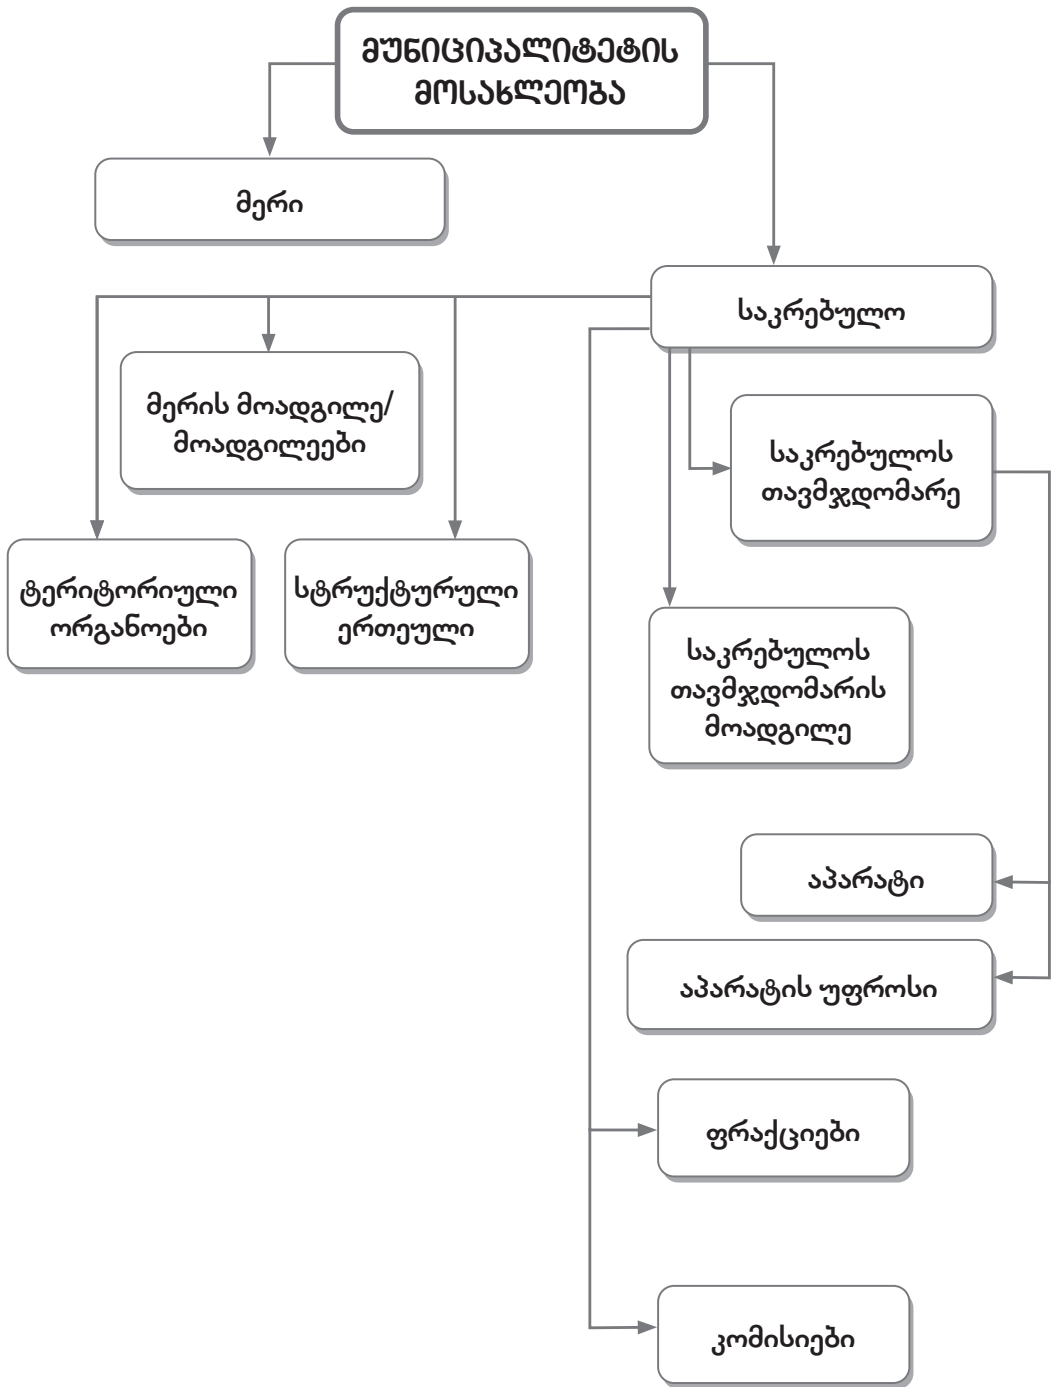 მუნიციპალიტეტის
მოსახლეობა
მერი
საკრებულო
მერის მოადგილე/
მოადგილეები
საკრებულოს
თავმჯდომარე
ტერიტორიული
ორგანოები
სტრუქტურული
ერთეული
საკრებულოს
თავმჯდომარის
მოადგილე
აპარატი
აპარატის უფროსი
ფრაქციები
კომისიები